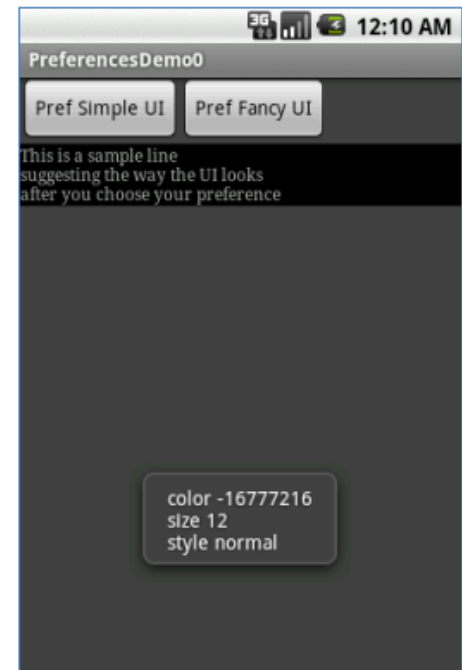 3G 12:10 AM
PreferencesDemo0
Pref Simple UI Pref Fancy UI
This is a sample line
suggesting the way the UI looks
after you choose your preference
color -16777216
size 12
style normal